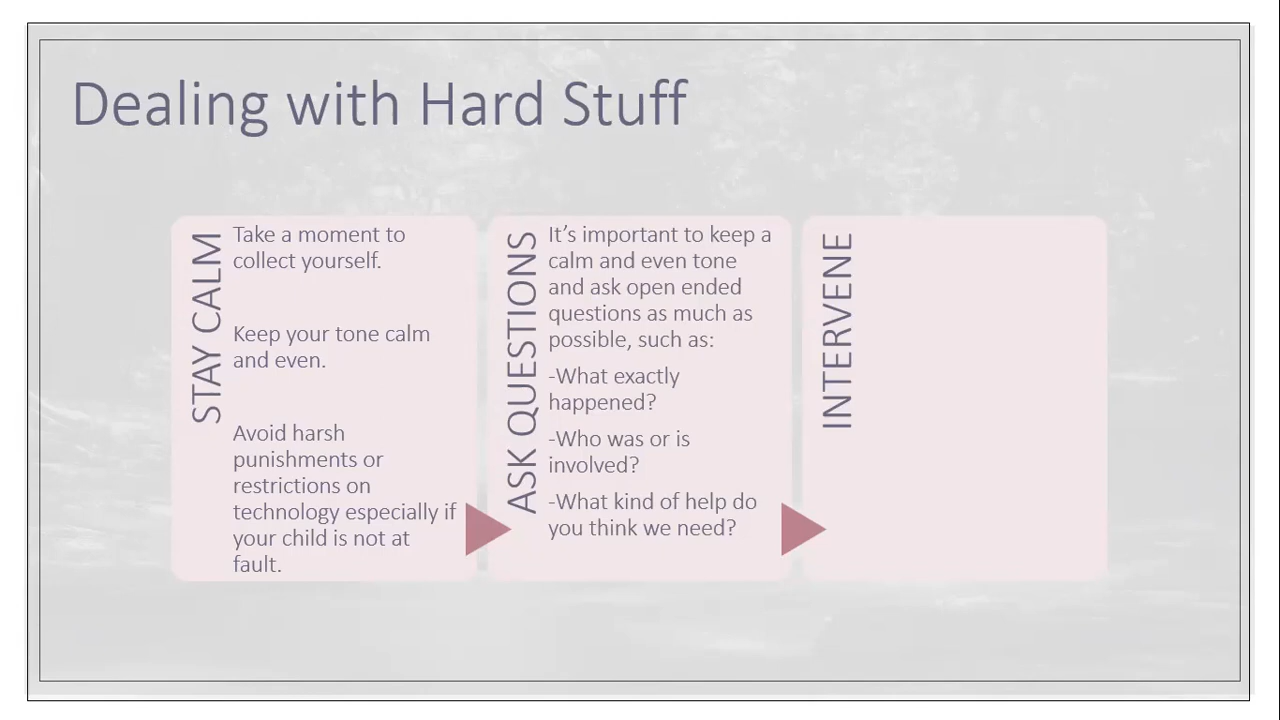 Dealing with Hard Stuff
STAY CALM
Take a moment to
collect yourself.
Keep your tone calm
and even.
Avoid harsh
punishments or
restrictions on
technology especially if
your child is not at
fault.
ASK QUESTIONS
It’s important to keep a
calm and even tone
and ask open ended
questions as much as
possible, such as:
-What exactly
happened?
-Who was or is
involved?
-What kind of help do
you think we need?
INTERVENE